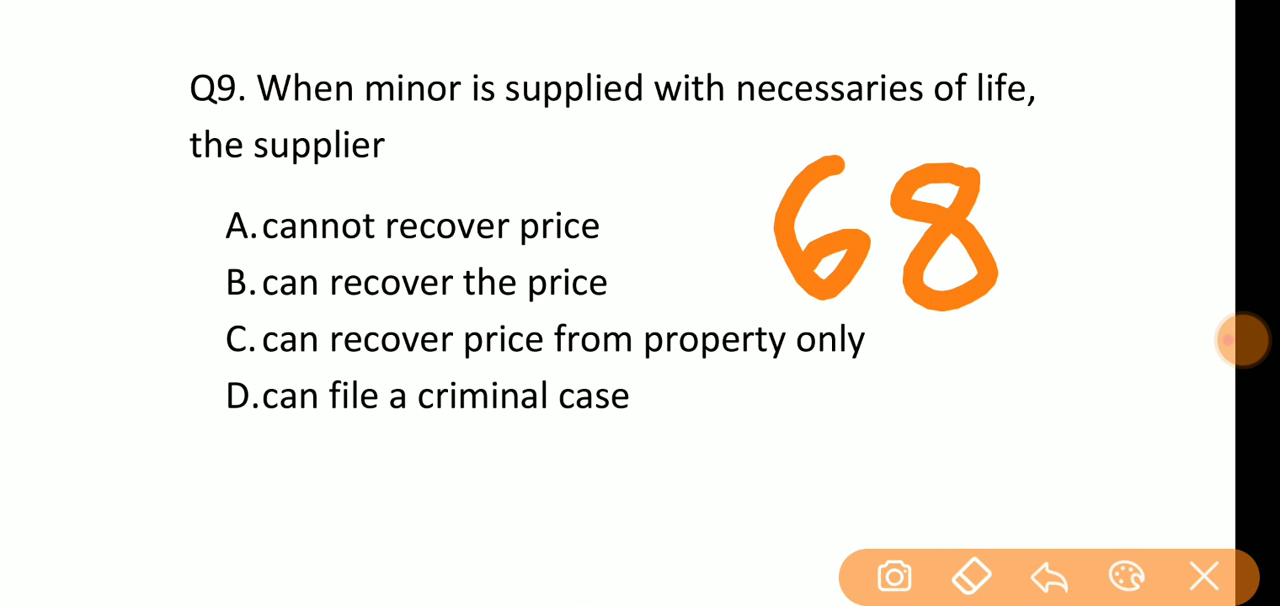 Q9. When minor is supplied with necessaries of life,
the supplier
68
A. cannot recover price
B. can recover the price
C. can recover price from property only
D. can file a criminal case